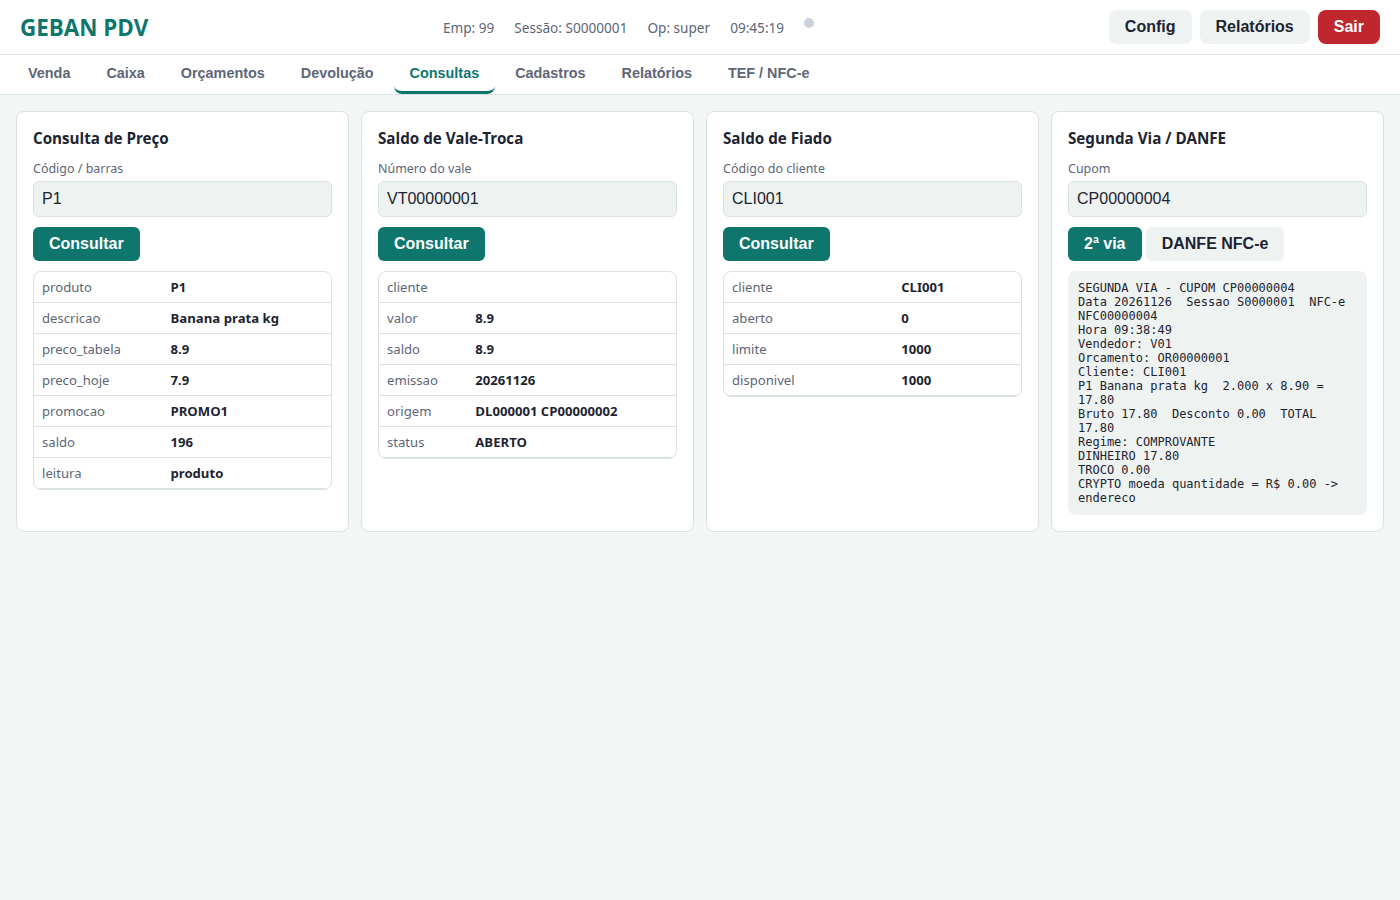 GEBAN PDV
Emp: 99 Sessão: S0000001 Op: super 09:45:19
Config Relatórios Sair
Venda Caixa Orçamentos Devolução Consultas Cadastros Relatórios TEF / NFC-e
Consulta de Preço
Código / barras
P1
Consultar
produto P1
descricao Banana prata kg
preco_tabela 8.9
preco_hoje 7.9
promocao PROMO1
saldo 196
leitura produto
Saldo de Vale-Troca
Número do vale
VT00000001
Consultar
cliente
valor 8.9
saldo 8.9
emissao 20261126
origem DL000001 CP00000002
status ABERTO
Saldo de Fiado
Código do cliente
CLI001
Consultar
cliente CLI001
aberto 0
limite 1000
disponivel 1000
Segunda Via / DANFE
Cupom
CP00000004
2ª via DANFE NFC-e
SEGUNDA VIA - CUPOM CP00000004
Data 20261126  Sessao S0000001  NFC-e
NFC00000004
Hora 09:38:49
Vendedor: V01
Orcamento: OR00000001
Cliente: CLI001
P1 Banana prata kg  2.000 x 8.90 =
17.80
Bruto 17.80  Desconto 0.00  TOTAL
17.80
Regime: COMPROVANTE
DINHEIRO 17.80
TROCO 0.00
CRYPTO moeda quantidade = R$ 0.00 ->
endereco